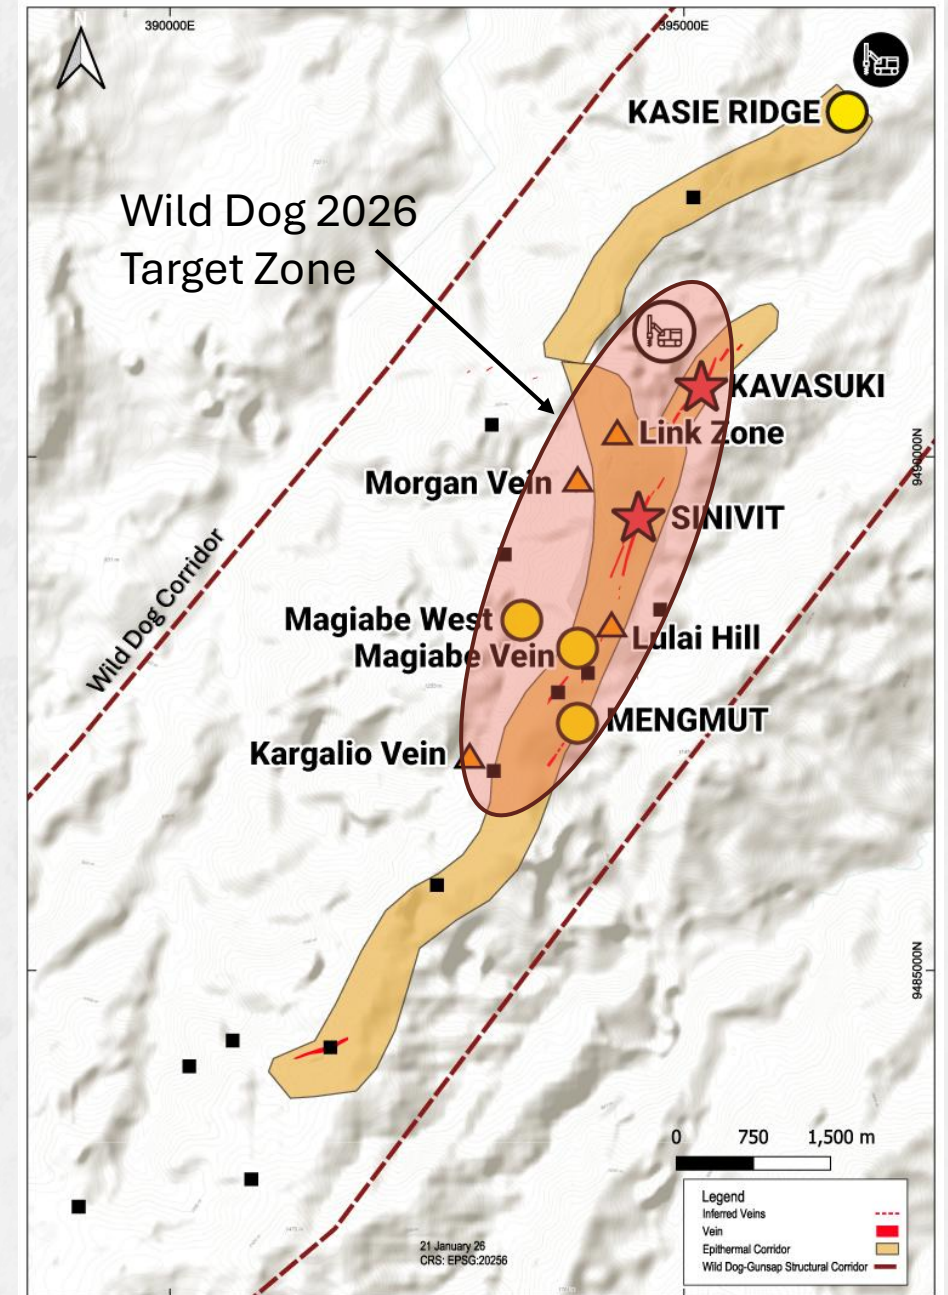 N
390000E
395000E
KASIE RIDGE
Wild Dog 2026
Target Zone
KAVASUKI
Link Zone
9490000N
Morgan Vein
SINIVIT
Wild Dog Corridor
Magiabe West
Lulai Hill
Magiabe Vein
MENGMUT
Kargalio Vein
9485000N
0 750 1,500 m
Legend
Inferred Veins
Vein
Epithermal Corridor
Wild Dog-Gunsap Structural Corridor
21 January 26
CRS: EPSG:20256